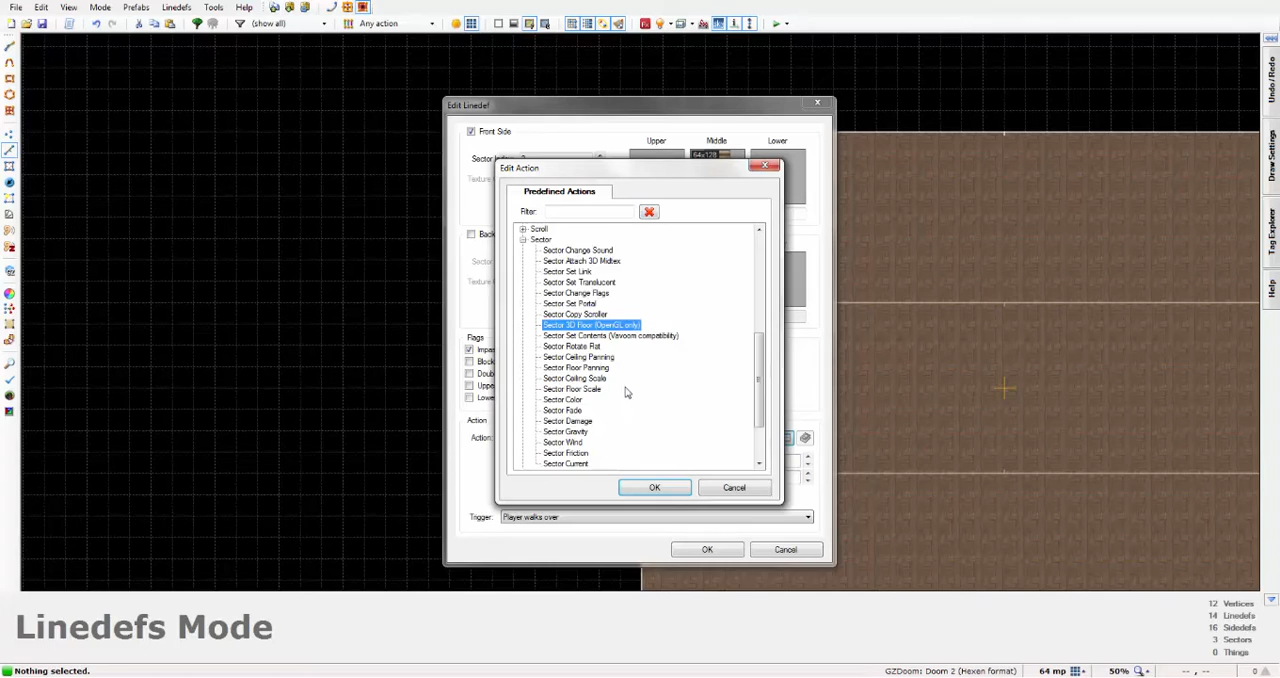 File Edit View Mode Prefabs Linedefs Tools Help
(show all) Any action
Undo/Redo
Draw Settings
Tag Explorer
Help
Edit Linedef
Front Side
Upper Middle Lower
64x128
Edit Action
Predefined Actions
Filter:
Scroll
Sector
Sector Change Sound
Sector Attach 3D Midtex
Sector Set Link
Sector Set Translucent
Sector Change Flags
Sector Set Portal
Sector Copy Scroller
Sector 3D Floor (OpenGL only)
Sector Set Contents (Vavoom compatibility)
Sector Rotate Flat
Sector Ceiling Panning
Sector Floor Panning
Sector Ceiling Scale
Sector Floor Scale
Sector Color
Sector Fade
Sector Damage
Sector Gravity
Sector Wind
Sector Friction
Sector Current
OK Cancel
Flags
Action
Action:
Trigger: Player walks over
OK Cancel
Linedefs Mode
12 Vertices
14 Linedefs
16 Sidedefs
3 Sectors
0 Things
Nothing selected. GZDoom: Doom 2 (Hexen format) 64 mp 50% -- , -- 0